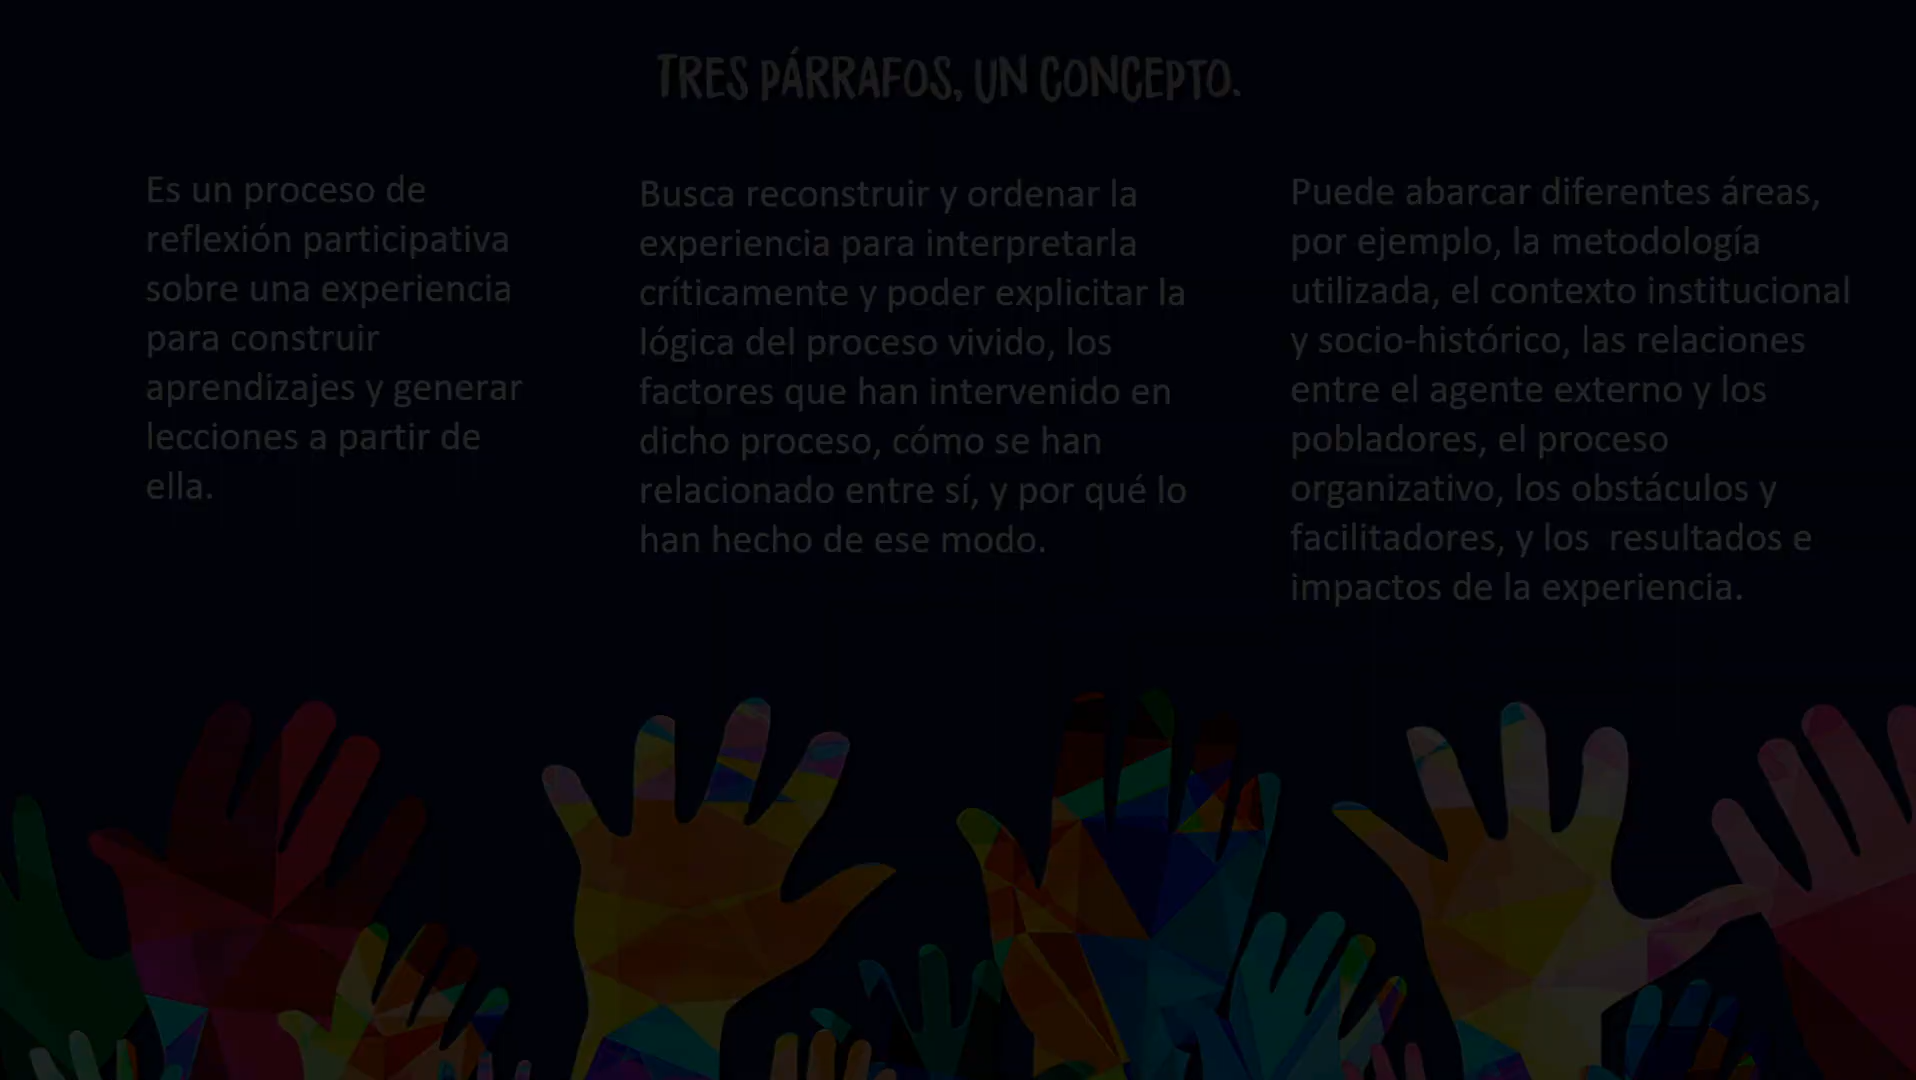 TRES PÁRRAFOS, UN CONCEPTO.
Es un proceso de
reflexión participativa
sobre una experiencia
para construir
aprendizajes y generar
lecciones a partir de
ella.
Busca reconstruir y ordenar la
experiencia para interpretarla
críticamente y poder explicitar la
lógica del proceso vivido, los
factores que han intervenido en
dicho proceso, cómo se han
relacionado entre sí, y por qué lo
han hecho de ese modo.
Puede abarcar diferentes áreas,
por ejemplo, la metodología
utilizada, el contexto institucional
y socio-histórico, las relaciones
entre el agente externo y los
pobladores, el proceso
organizativo, los obstáculos y
facilitadores, y los  resultados e
impactos de la experiencia.